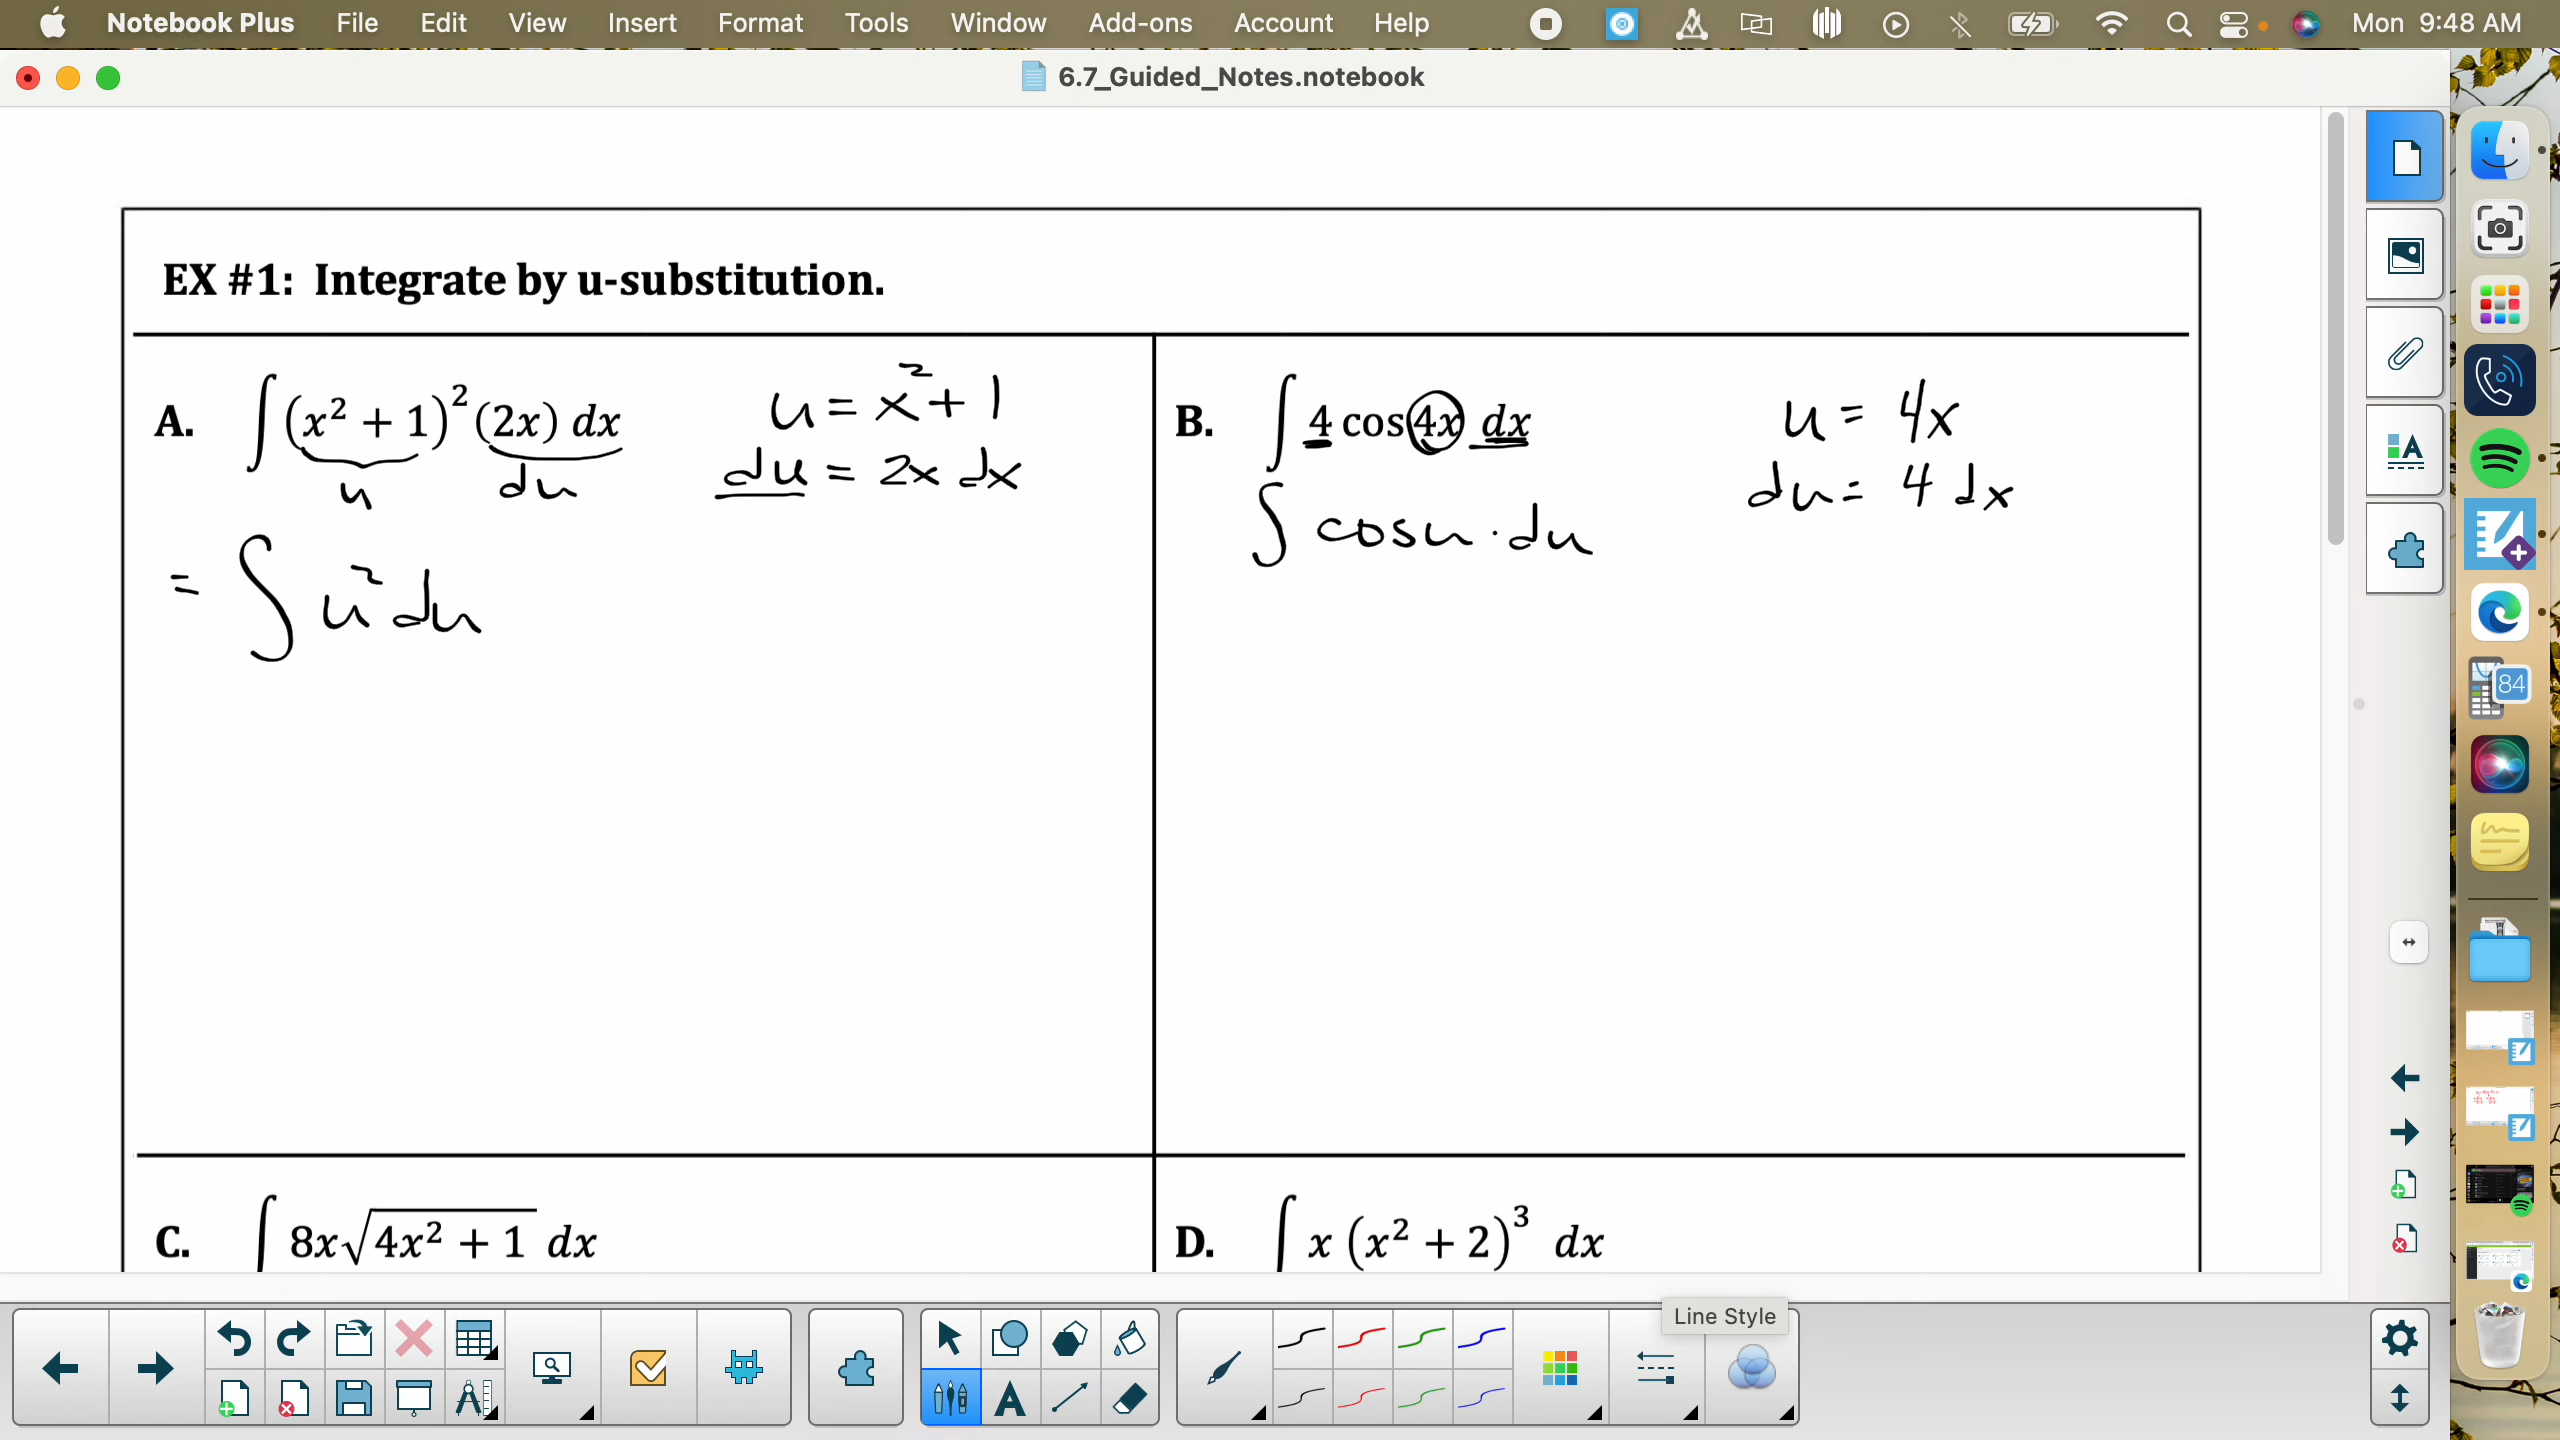 Notebook Plus File Edit View Insert Format Tools Window Add-ons Account Help Mon 9:48 AM
6.7_Guided_Notes.notebook
EX #1: Integrate by u-substitution.
A. ∫(x² + 1)²(2x) dx
u = x² + 1
u du
du = 2x dx
= ∫ u² du
B. ∫ 4 cos 4x dx
u = 4x
du = 4 dx
∫ cos u · du
C. ∫ 8x√(4x² + 1) dx
D. ∫ x (x² + 2)³ dx
Line Style
A
84
A